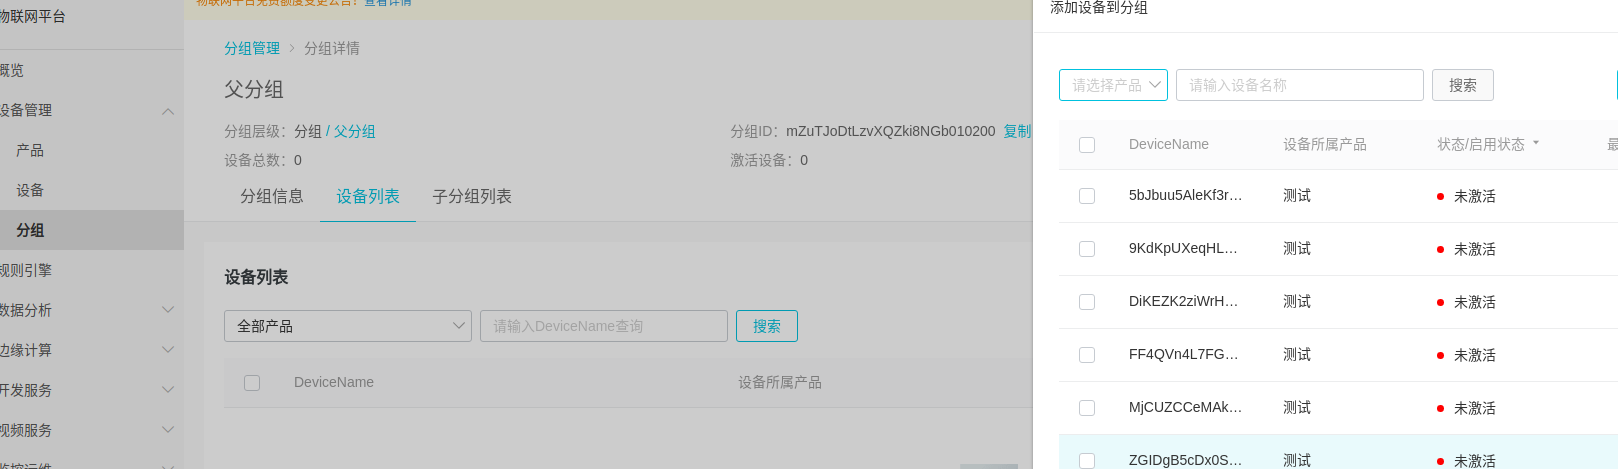 物联网平台
物联网平台免费额度变更公告！查看详情
概览
设备管理
产品
设备
分组
规则引擎
数据分析
边缘计算
开发服务
视频服务
监控运维
分组管理 > 分组详情
父分组
分组层级： 分组 / 父分组
分组ID： mZuTJoDtLzvXQZki8NGb010200 复制
设备总数： 0
激活设备： 0
分组信息 设备列表 子分组列表
设备列表
全部产品 请输入DeviceName查询 搜索
DeviceName 设备所属产品
添加设备到分组
请选择产品 请输入设备名称 搜索
DeviceName 设备所属产品 状态/启用状态 最
5bJbuu5AleKf3r... 测试 未激活
9KdKpUXeqHL... 测试 未激活
DiKEZK2ziWrH... 测试 未激活
FF4QVn4L7FG... 测试 未激活
MjCUZCCeMAk... 测试 未激活
ZGIDgB5cDx0S... 测试 未激活